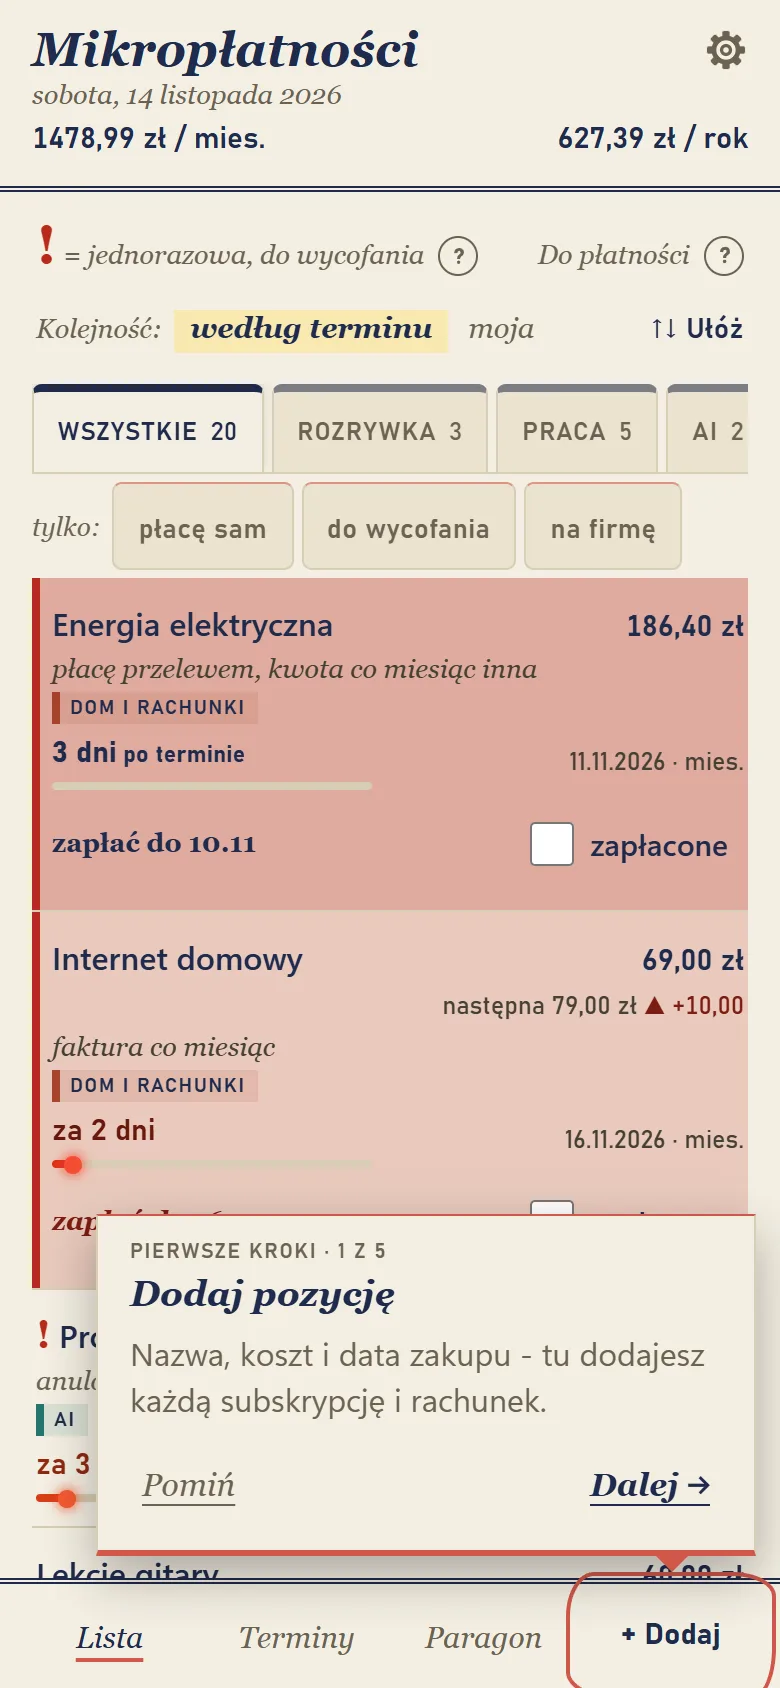 Mikropłatności
sobota, 14 listopada 2026
1478,99 zł / mies. 627,39 zł / rok
! = jednorazowa, do wycofania ? Do płatności ?
Kolejność: według terminu moja ↑↓ Ułóż
WSZYSTKIE 20 ROZRYWKA 3 PRACA 5 AI 2
tylko: płacę sam do wycofania na firmę
Energia elektryczna 186,40 zł
płacę przelewem, kwota co miesiąc inna
DOM I RACHUNKI
3 dni po terminie 11.11.2026 · mies.
zapłać do 10.11 zapłacone
Internet domowy 69,00 zł
następna 79,00 zł ▲ +10,00
faktura co miesiąc
DOM I RACHUNKI
za 2 dni 16.11.2026 · mies.
PIERWSZE KROKI · 1 Z 5
Dodaj pozycję
Nazwa, koszt i data zakupu - tu dodajesz
każdą subskrypcję i rachunek.
Pomiń Dalej →
!
AI
za 3
Lekcje gitary
Lista Terminy Paragon + Dodaj